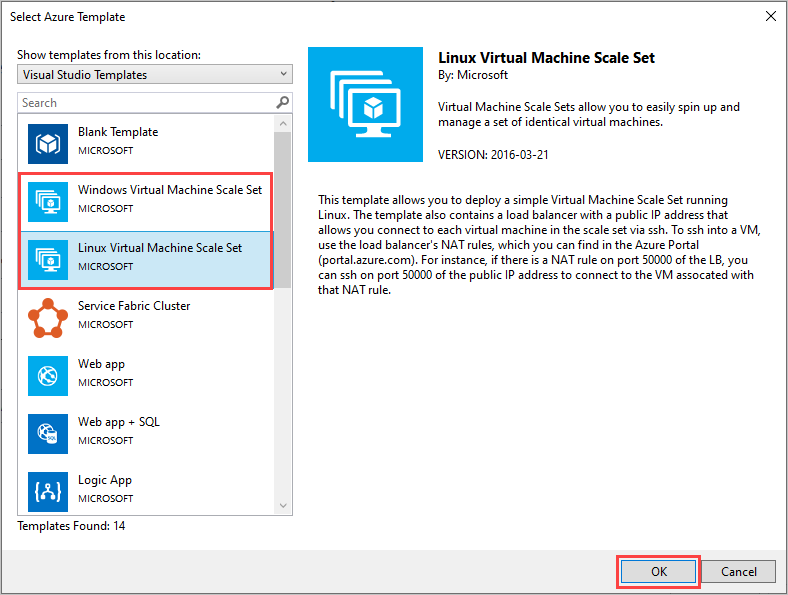 Select Azure Template
Show templates from this location:
Visual Studio Templates
Search
Blank Template
MICROSOFT
Windows Virtual Machine Scale Set
MICROSOFT
Linux Virtual Machine Scale Set
MICROSOFT
Service Fabric Cluster
MICROSOFT
Web app
MICROSOFT
Web app + SQL
MICROSOFT
Logic App
MICROSOFT
Templates Found: 14
Linux Virtual Machine Scale Set
By: Microsoft
Virtual Machine Scale Sets allow you to easily spin up and
manage a set of identical virtual machines.
VERSION: 2016-03-21
This template allows you to deploy a simple Virtual Machine Scale Set running
Linux. The template also contains a load balancer with a public IP address that
allows you to connect to each virtual machine in the scale set via ssh. To ssh into a VM,
use the load balancer's NAT rules, which you can find in the Azure Portal
(portal.azure.com). For instance, if there is a NAT rule on port 50000 of the LB, you
can ssh on port 50000 of the public IP address to connect to the VM assocated with
that NAT rule.
OK
Cancel